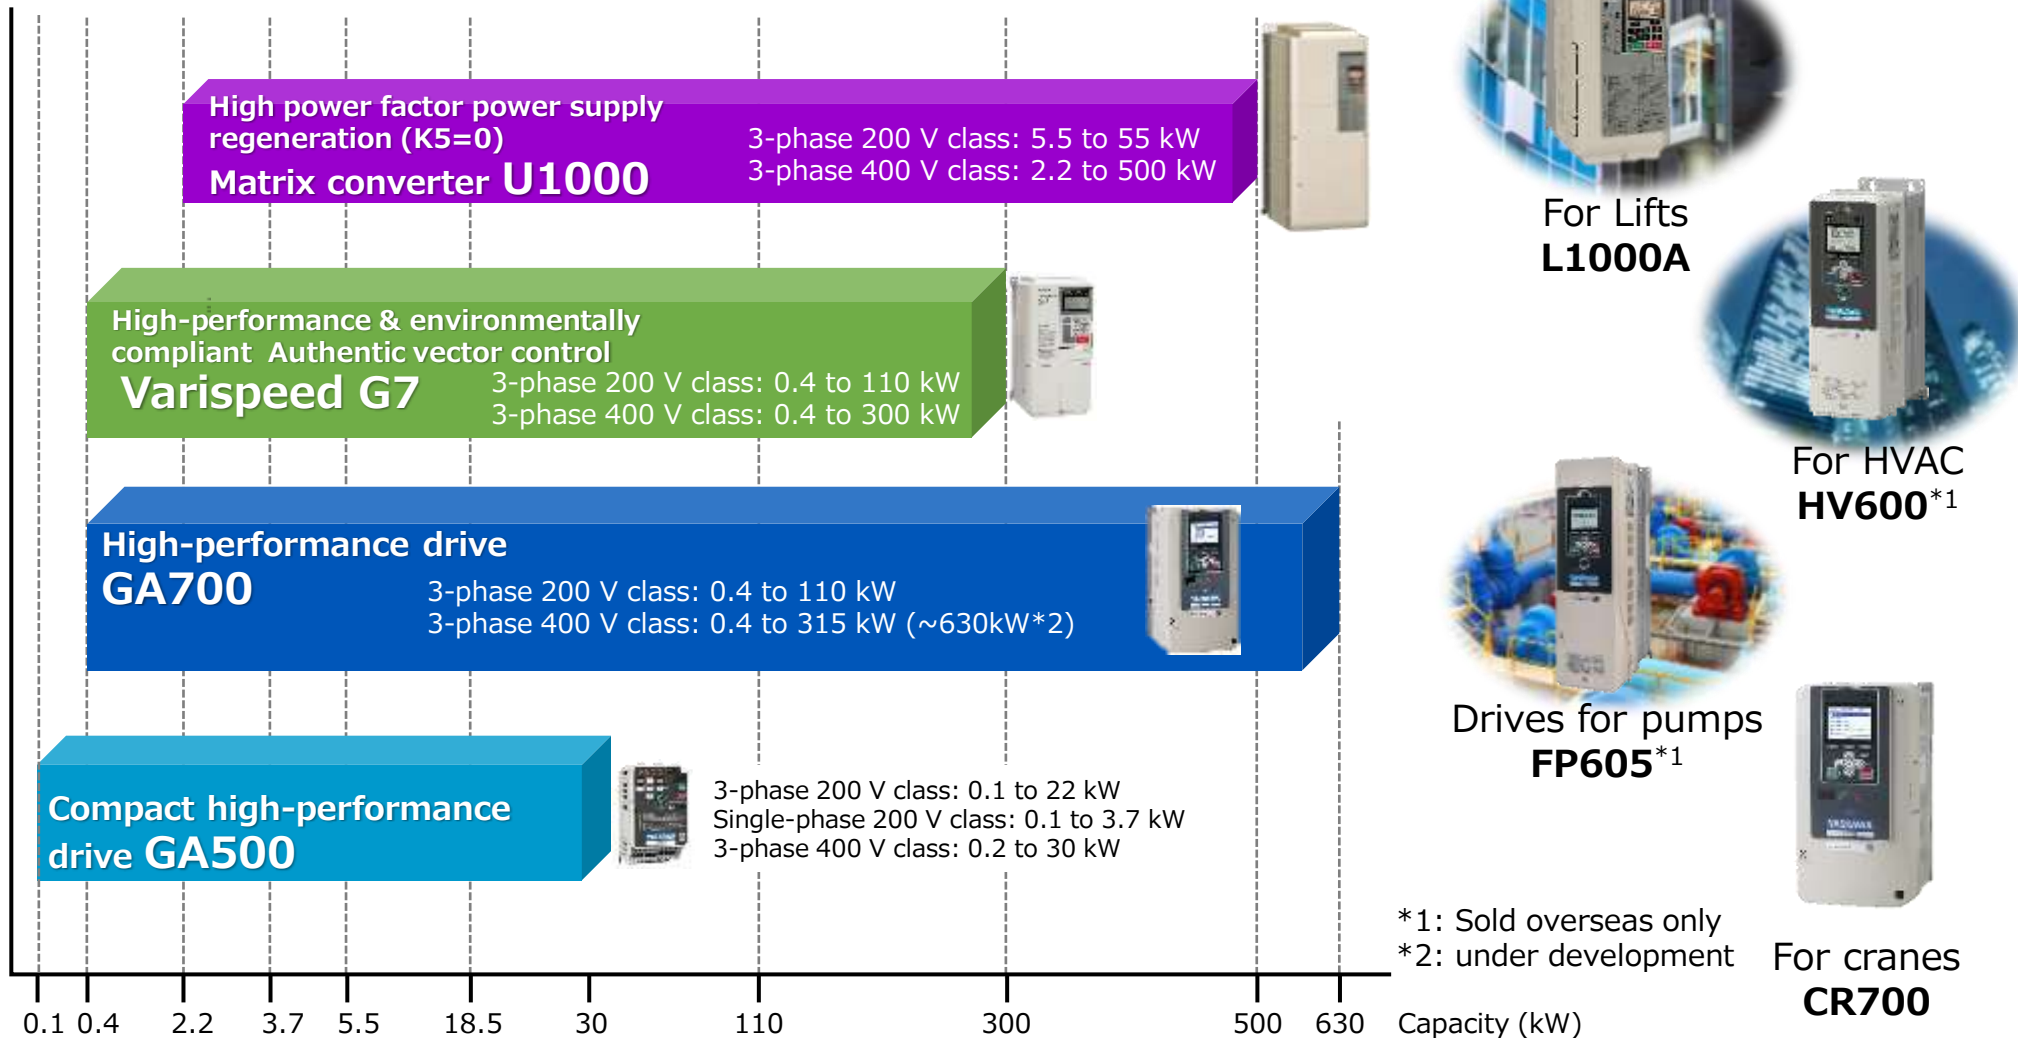 High power factor power supply
regeneration (K5=0)
Matrix converter U1000
3-phase 200 V class: 5.5 to 55 kW
3-phase 400 V class: 2.2 to 500 kW
High-performance & environmentally
compliant Authentic vector control
Varispeed G7
3-phase 200 V class: 0.4 to 110 kW
3-phase 400 V class: 0.4 to 300 kW
High-performance drive
GA700
3-phase 200 V class: 0.4 to 110 kW
3-phase 400 V class: 0.4 to 315 kW (~630kW*2)
Compact high-performance
drive GA500
3-phase 200 V class: 0.1 to 22 kW
Single-phase 200 V class: 0.1 to 3.7 kW
3-phase 400 V class: 0.2 to 30 kW
0.1 0.4 2.2 3.7 5.5 18.5 30 110 300 500 630 Capacity (kW)
For Lifts
L1000A
For HVAC
HV600*1
Drives for pumps
FP605*1
*1: Sold overseas only
*2: under development
For cranes
CR700